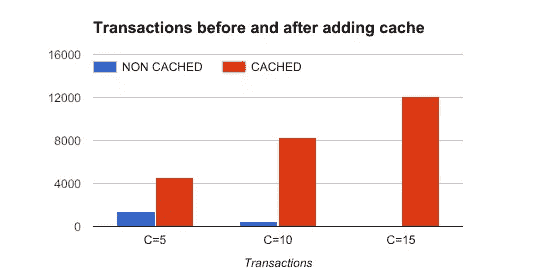 Transactions before and after adding cache
16000
NON CACHED CACHED
12000
8000
4000
0
C=5 C=10 C=15
Transactions